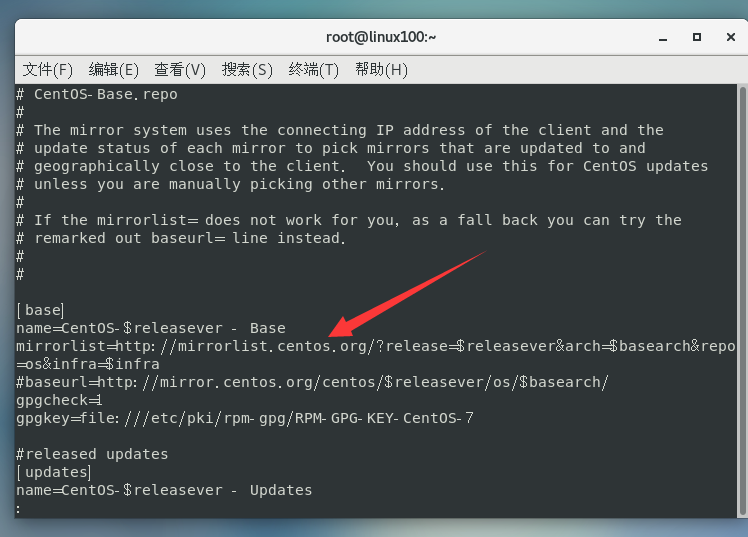 root@linux100:~
文件(F) 编辑(E) 查看(V) 搜索(S) 终端(T) 帮助(H)
# CentOS-Base.repo
#
# The mirror system uses the connecting IP address of the client and the
# update status of each mirror to pick mirrors that are updated to and
# geographically close to the client.  You should use this for CentOS updates
# unless you are manually picking other mirrors.
#
# If the mirrorlist= does not work for you, as a fall back you can try the
# remarked out baseurl= line instead.
#
#
[base]
name=CentOS-$releasever - Base
mirrorlist=http://mirrorlist.centos.org/?release=$releasever&arch=$basearch&repo
=os&infra=$infra
#baseurl=http://mirror.centos.org/centos/$releasever/os/$basearch/
gpgcheck=1
gpgkey=file:///etc/pki/rpm-gpg/RPM-GPG-KEY-CentOS-7
#released updates
[updates]
name=CentOS-$releasever - Updates
: